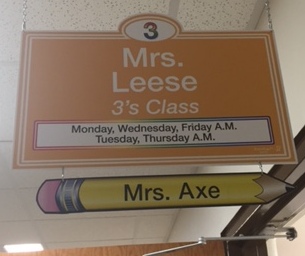 3
Mrs.
Leese
3's Class
Monday, Wednesday, Friday A.M.
Tuesday, Thursday A.M.
Mrs. Axe